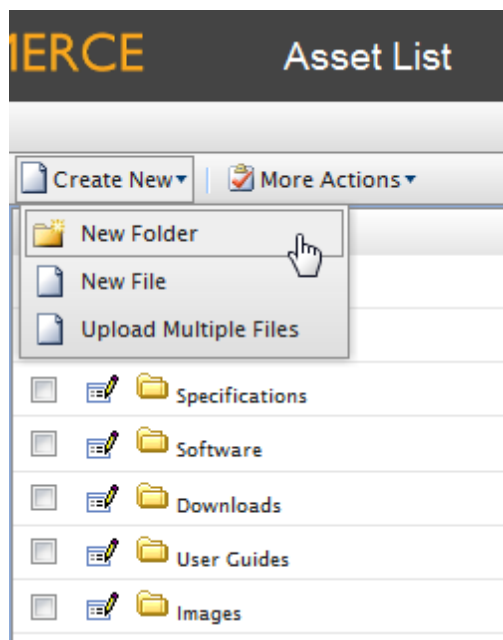 MERCE Asset List
Create New More Actions
New Folder
New File
Upload Multiple Files
Specifications
Software
Downloads
User Guides
Images